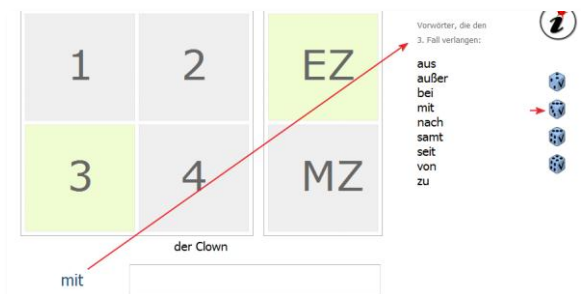 1 2 EZ
3 4 MZ
der Clown
mit
Vorwörter, die den
3. Fall verlangen:
aus
außer
bei
mit
nach
samt
seit
von
zu
i